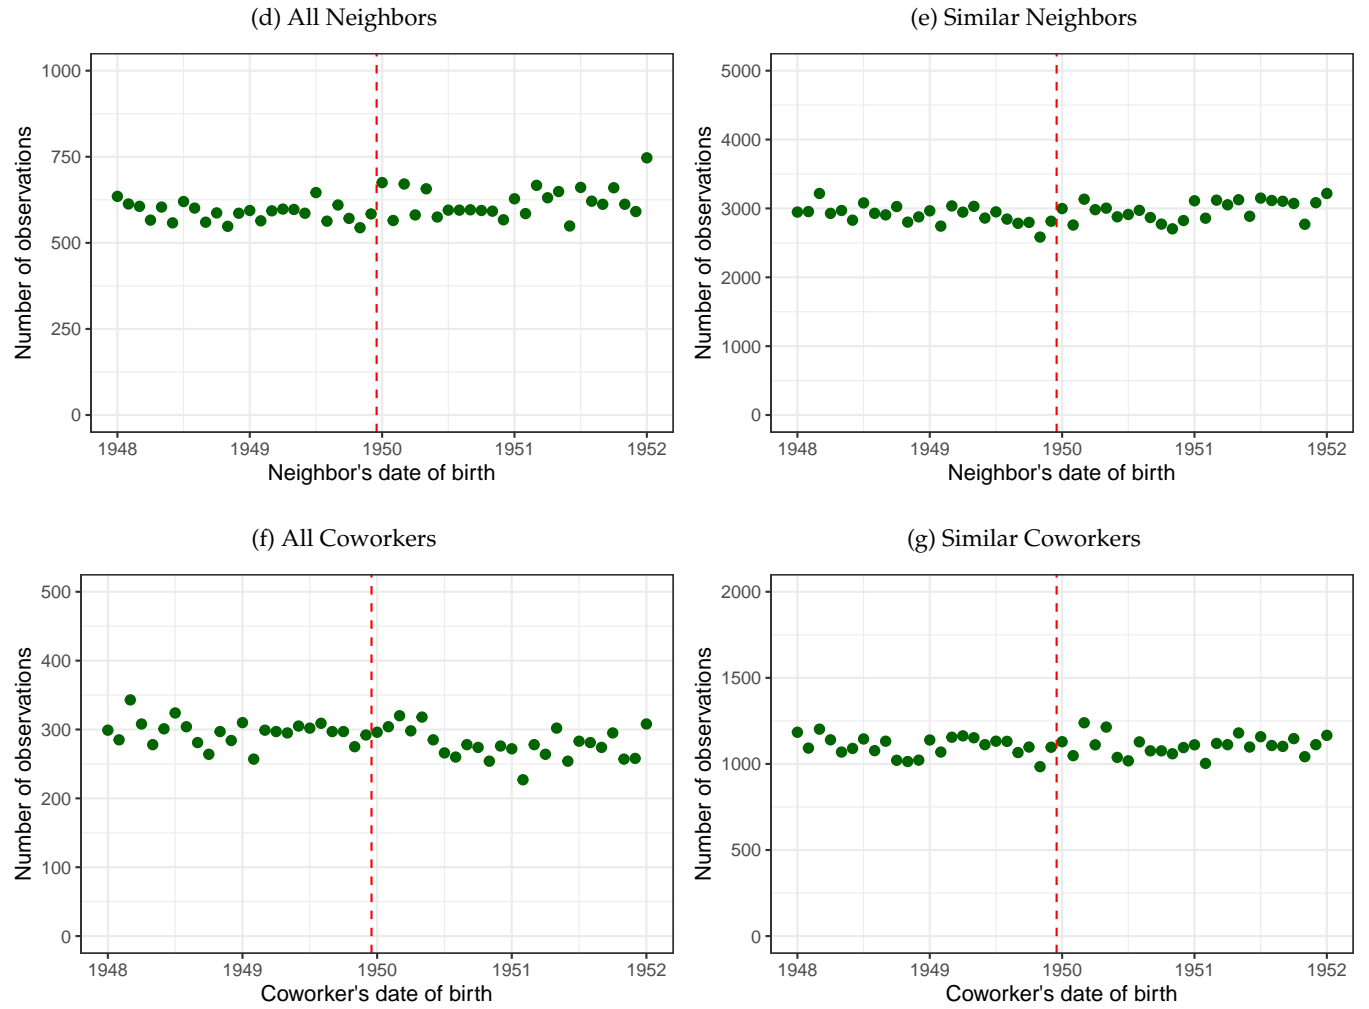 (d) All Neighbors
(e) Similar Neighbors
1000
750
500
250
0
Number of observations
1948 1949 1950 1951 1952
Neighbor's date of birth
5000
4000
3000
2000
1000
0
Number of observations
1948 1949 1950 1951 1952
Neighbor's date of birth
(f) All Coworkers
(g) Similar Coworkers
500
400
300
200
100
0
Number of observations
1948 1949 1950 1951 1952
Coworker's date of birth
2000
1500
1000
500
0
Number of observations
1948 1949 1950 1951 1952
Coworker's date of birth